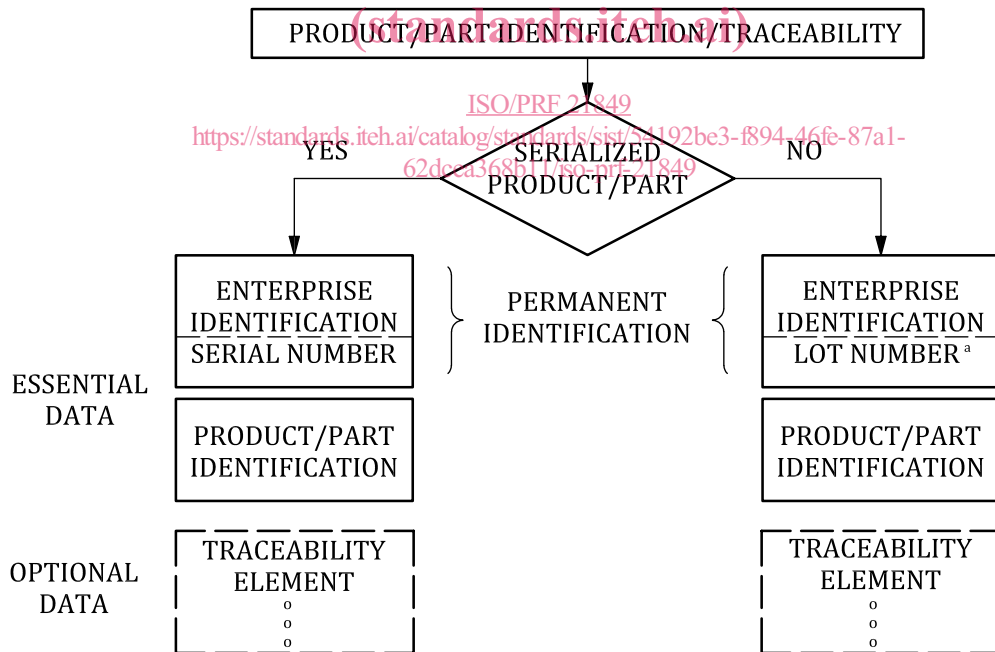 (standards.iteh.ai)
PRODUCT/PART IDENTIFICATION/TRACEABILITY
ISO/PRF 21849
https://standards.iteh.ai/catalog/standards/sist/54192be3-f894-46fe-87a1-
62dcca368b11/iso-prf-21849
YES
SERIALIZED
PRODUCT/PART
NO
ENTERPRISE
IDENTIFICATION
SERIAL NUMBER
PERMANENT
IDENTIFICATION
ENTERPRISE
IDENTIFICATION
LOT NUMBER a
ESSENTIAL
DATA
PRODUCT/PART
IDENTIFICATION
PRODUCT/PART
IDENTIFICATION
OPTIONAL
DATA
TRACEABILITY
ELEMENT
o
o
o
TRACEABILITY
ELEMENT
o
o
o